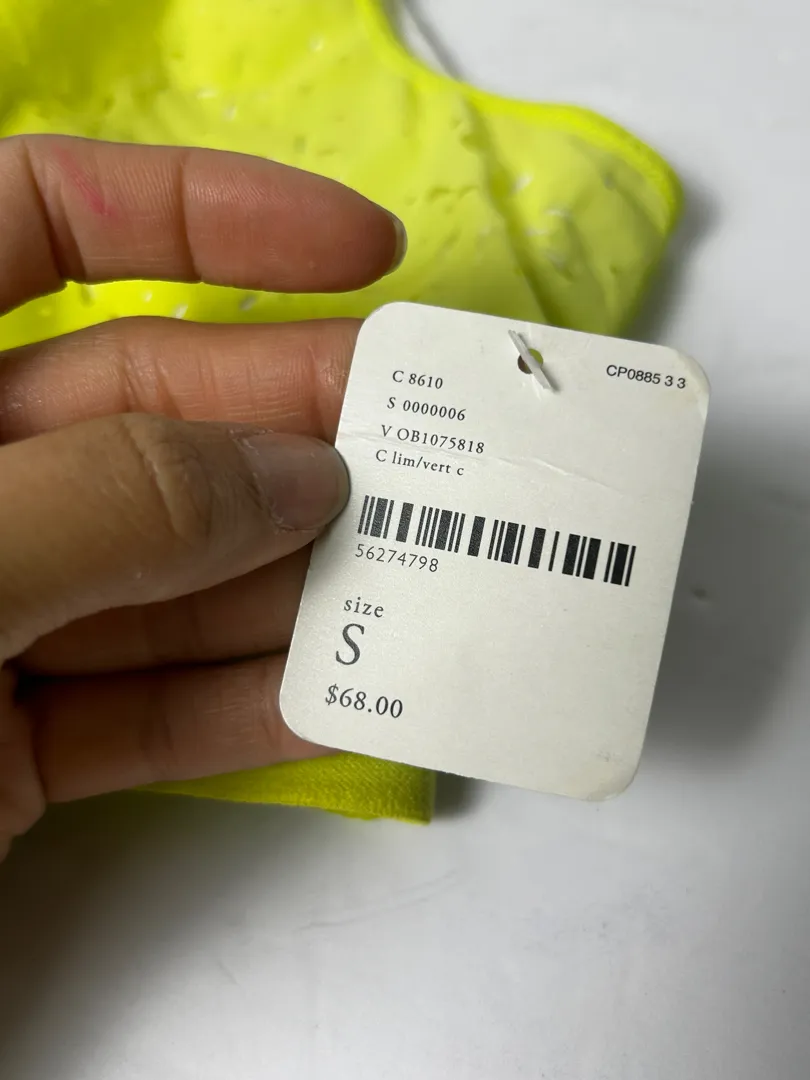 CP0885 3 3
C 8610
S 0000006
V OB1075818
C lim/vert c
56274798
size
S
$68.00